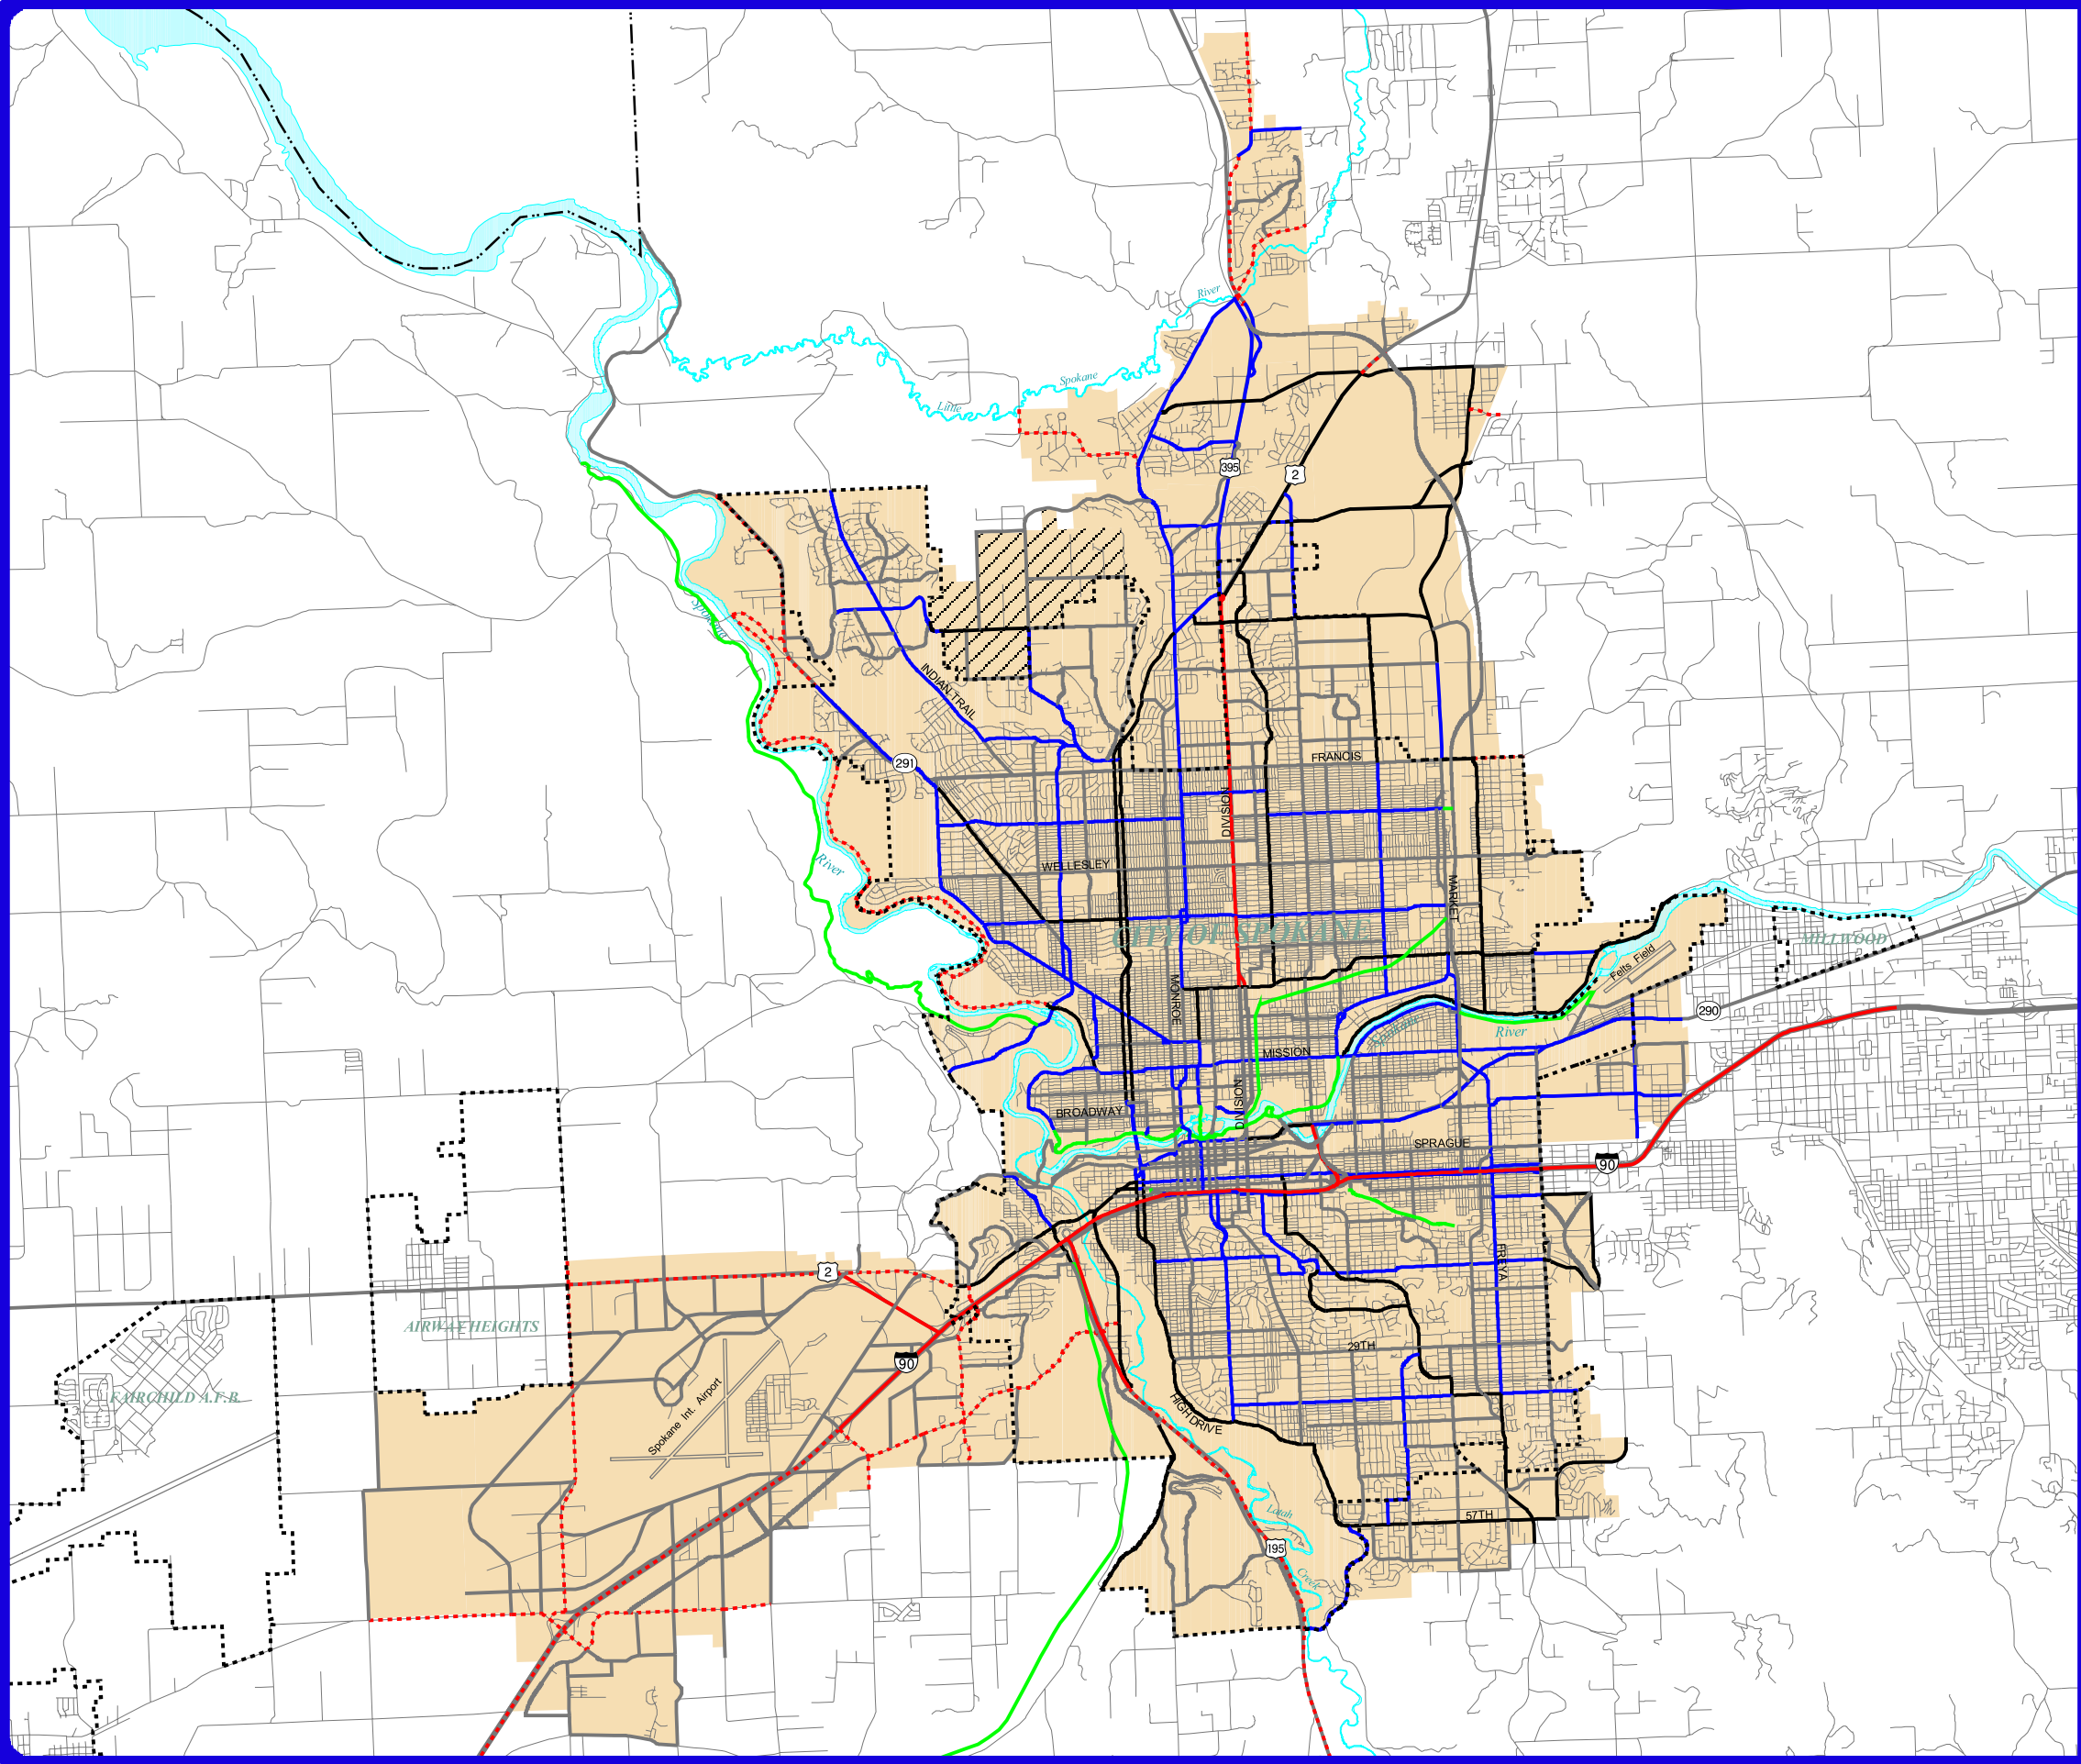 River
Spokane
Little
395
2
Spokane
INDIAN TRAIL
291
FRANCIS
DIVISION
WELLESLEY
River
MARKET
CITY OF SPOKANE
MILLWOOD
Felts Field
MONROE
290
Spokane
River
MISSION
DIVISION
BROADWAY
SPRAGUE
90
FREYA
2
AIRWAY HEIGHTS
29TH
90
FAIRCHILD A.F.B.
Spokane Int. Airport
HIGH DRIVE
Latah
57TH
195
Creek